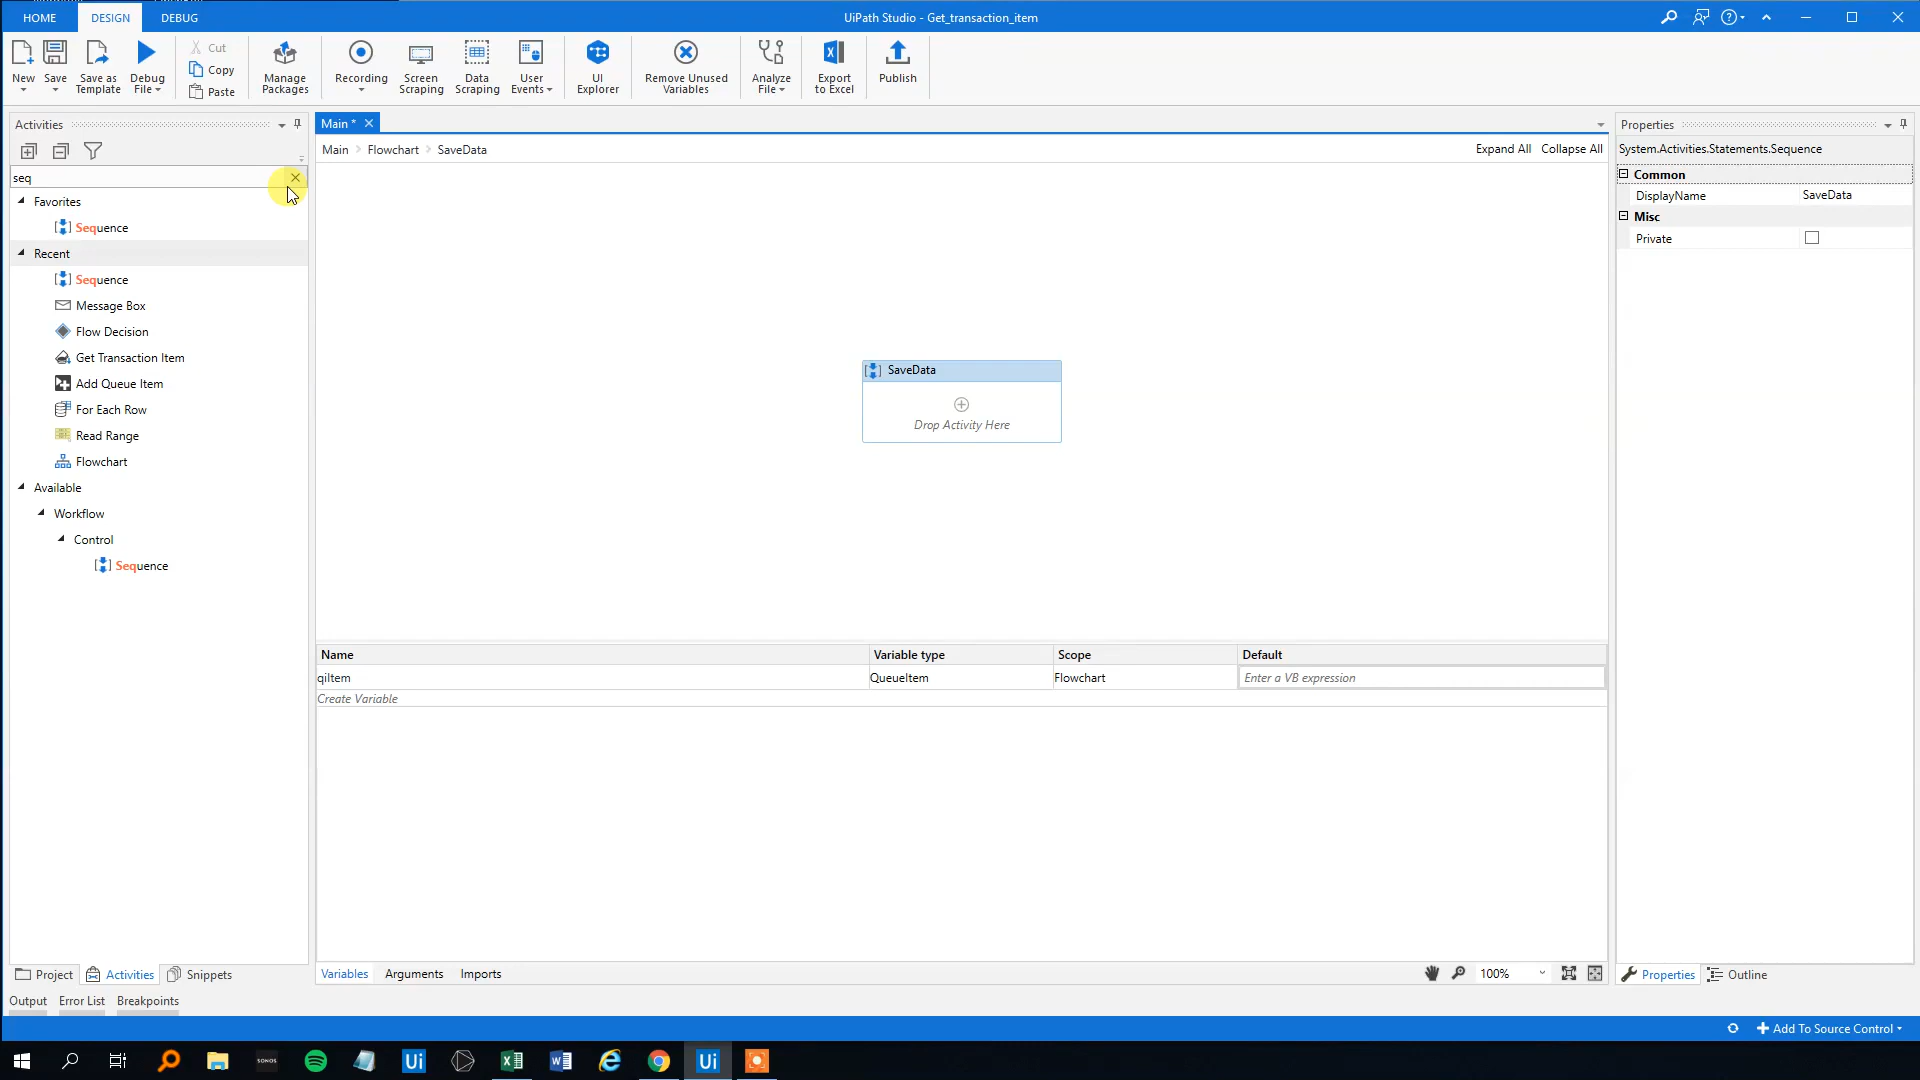 HOME DESIGN DEBUG
UiPath Studio - Get_transaction_item
New Save Save as Template Debug File Cut Copy Paste Manage Packages Recording Screen Scraping Data Scraping User Events UI Explorer Remove Unused Variables Analyze File Export to Excel Publish
Activities
seq
Favorites
Sequence
Recent
Sequence
Message Box
Flow Decision
Get Transaction Item
Add Queue Item
For Each Row
Read Range
Flowchart
Available
Workflow
Control
Sequence
Project Activities Snippets
Main *
Main Flowchart SaveData
Expand All Collapse All
SaveData
Drop Activity Here
Name Variable type Scope Default
qiItem QueueItem Flowchart Enter a VB expression
Create Variable
Variables Arguments Imports
100%
Properties
System.Activities.Statements.Sequence
Common
DisplayName SaveData
Misc
Private
Properties Outline
Output Error List Breakpoints
Add To Source Control
SONOS
Ui
Ui